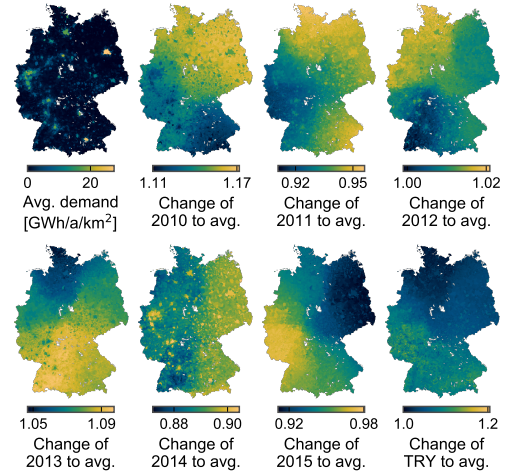 0 20
Avg. demand
[GWh/a/km²]
1.11 1.17
Change of
2010 to avg.
0.92 0.95
Change of
2011 to avg.
1.00 1.02
Change of
2012 to avg.
1.05 1.09
Change of
2013 to avg.
0.88 0.90
Change of
2014 to avg.
0.92 0.98
Change of
2015 to avg.
1.0 1.2
Change of
TRY to avg.